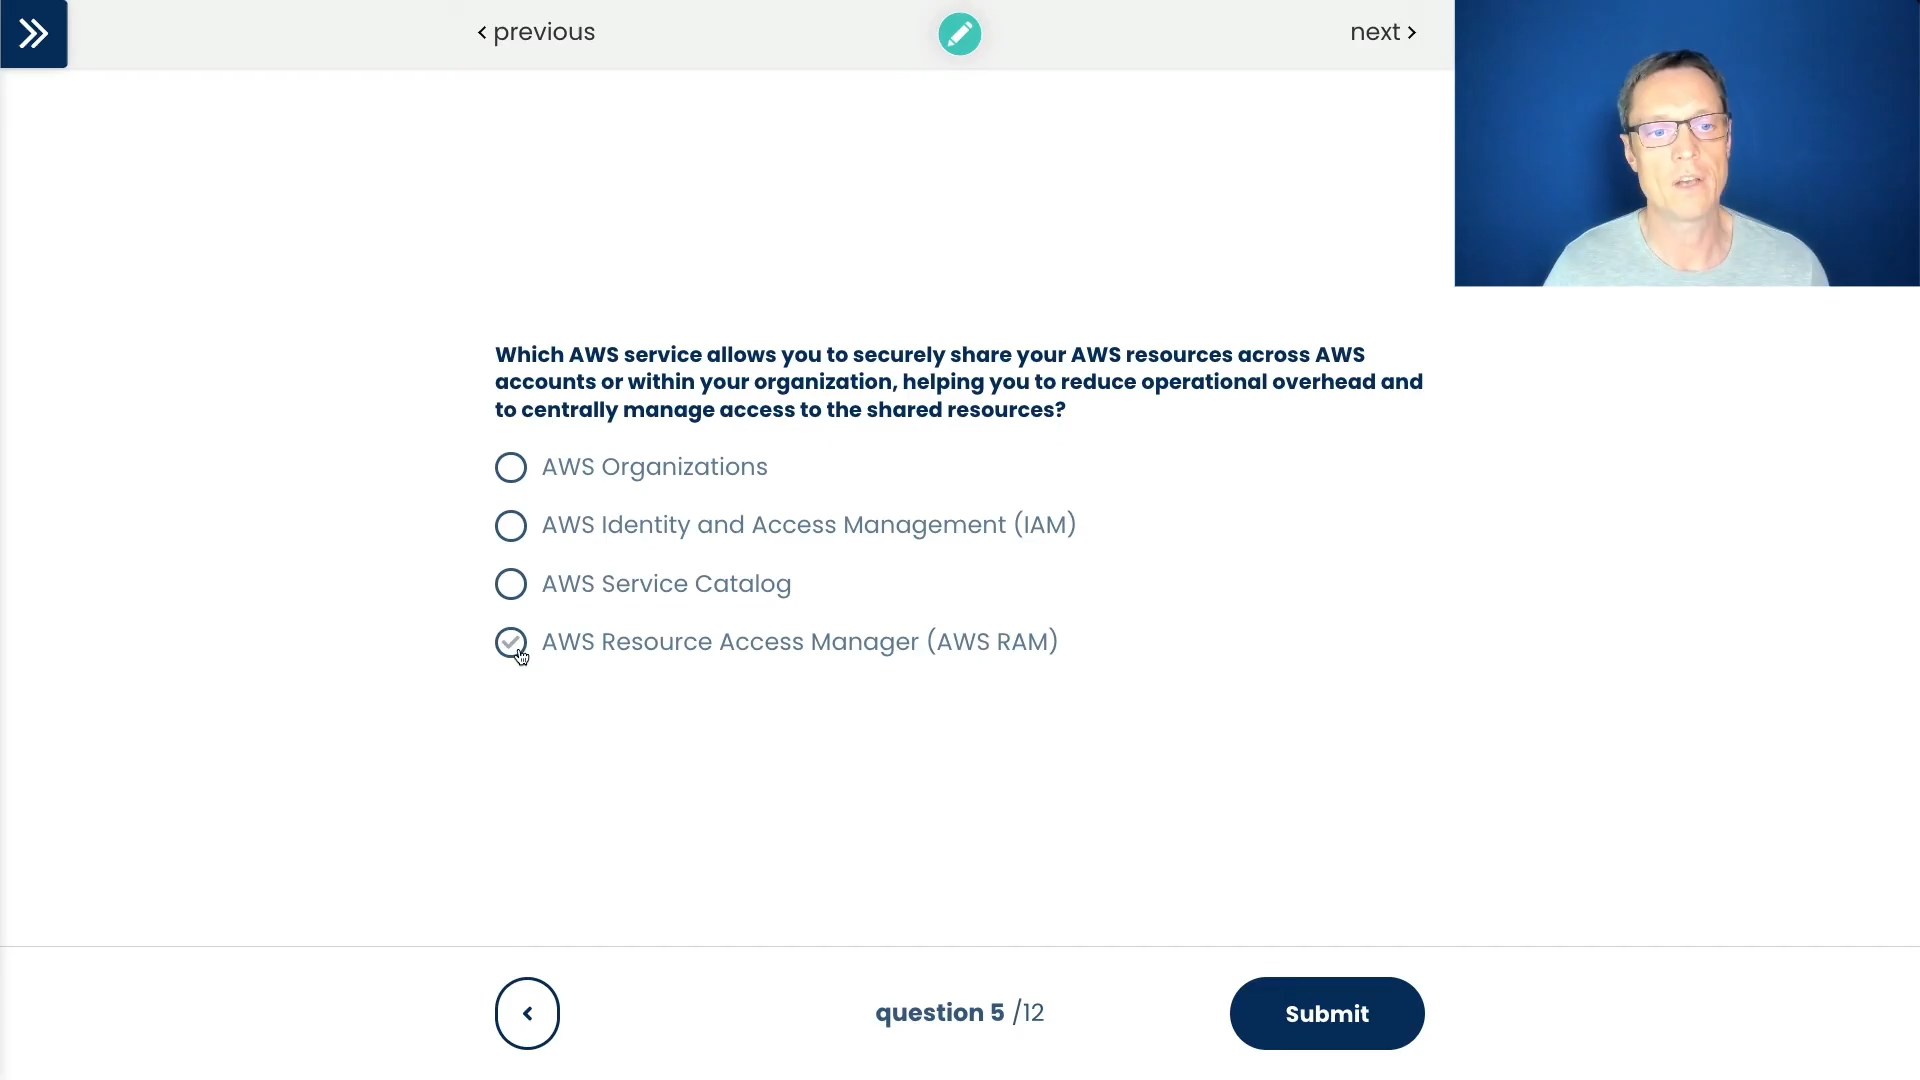 previous
next
Which AWS service allows you to securely share your AWS resources across AWS
accounts or within your organization, helping you to reduce operational overhead and
to centrally manage access to the shared resources?
AWS Organizations
AWS Identity and Access Management (IAM)
AWS Service Catalog
AWS Resource Access Manager (AWS RAM)
question 5 /12
Submit